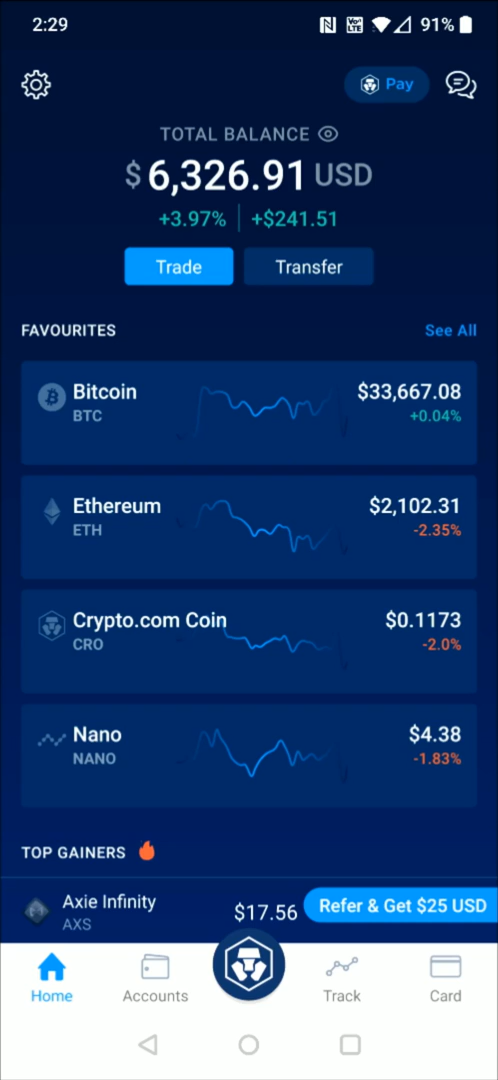 2:29 91%
Pay
TOTAL BALANCE
$6,326.91 USD
+3.97% +$241.51
Trade Transfer
FAVOURITES See All
Bitcoin $33,667.08
BTC +0.04%
Ethereum $2,102.31
ETH -2.35%
Crypto.com Coin $0.1173
CRO -2.0%
Nano $4.38
NANO -1.83%
TOP GAINERS
Axie Infinity $17.56 Refer & Get $25 USD
AXS
Home Accounts Track Card